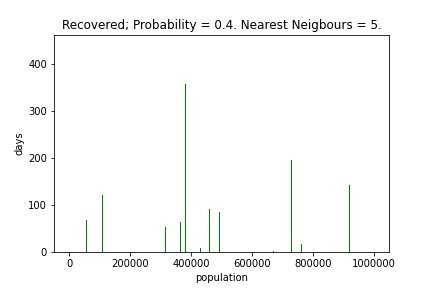 Recovered; Probability = 0.4. Nearest Neigbours = 5.
400
300
200
100
0
days
0 200000 400000 600000 800000 1000000
population